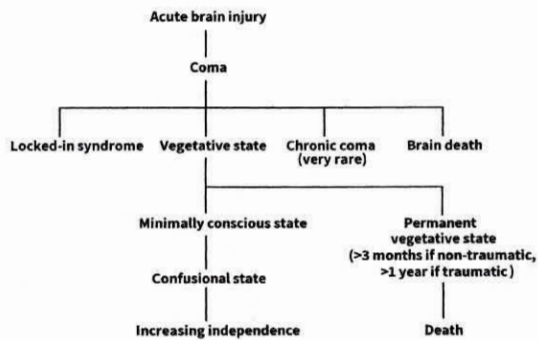 Acute brain injury
Coma
Locked-in syndrome
Vegetative state
Chronic coma
(very rare)
Brain death
Minimally conscious state
Permanent
vegetative state
(>3 months if non-traumatic,
>1 year if traumatic)
Confusional state
Increasing independence
Death